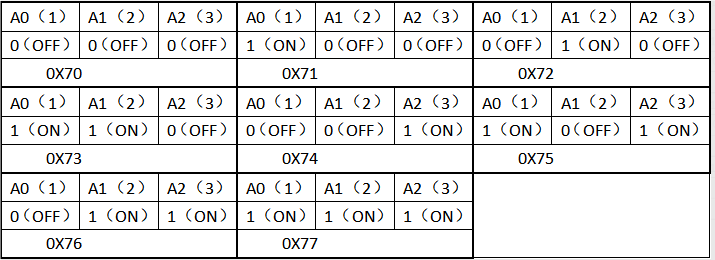 A0（1） A1（2） A2（3） A0（1） A1（2） A2（3） A0（1） A1（2） A2（3）
0（OFF） 0（OFF） 0（OFF） 1（ON） 0（OFF） 0（OFF） 0（OFF） 1（ON） 0（OFF）
0X70 0X71 0X72
A0（1） A1（2） A2（3） A0（1） A1（2） A2（3） A0（1） A1（2） A2（3）
1（ON） 1（ON） 0（OFF） 0（OFF） 0（OFF） 1（ON） 1（ON） 0（OFF） 1（ON）
0X73 0X74 0X75
A0（1） A1（2） A2（3） A0（1） A1（2） A2（3）
0（OFF） 1（ON） 1（ON） 1（ON） 1（ON） 1（ON）
0X76 0X77